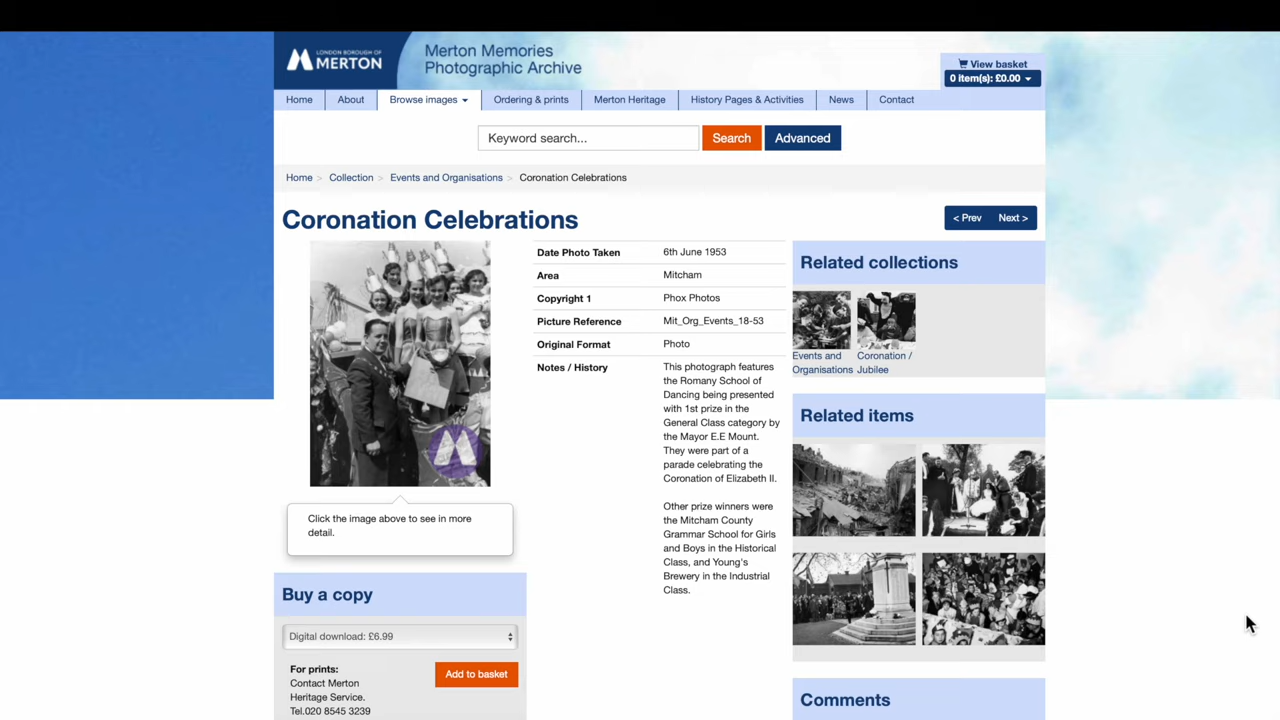 LONDON BOROUGH OF
MERTON
Merton Memories
Photographic Archive
View basket
0 item(s): £0.00
Home
About
Browse images
Ordering & prints
Merton Heritage
History Pages & Activities
News
Contact
Keyword search...
Search
Advanced
Home > Collection > Events and Organisations > Coronation Celebrations
Coronation Celebrations
< Prev
Next >
Date Photo Taken 6th June 1953
Area Mitcham
Copyright 1 Phox Photos
Picture Reference Mit_Org_Events_18-53
Original Format Photo
Notes / History This photograph features
the Romany School of
Dancing being presented
with 1st prize in the
General Class category by
the Mayor E.E Mount.
They were part of a
parade celebrating the
Coronation of Elizabeth II.
Other prize winners were
the Mitcham County
Grammar School for Girls
and Boys in the Historical
Class, and Young's
Brewery in the Industrial
Class.
Click the image above to see in more
detail.
Buy a copy
Digital download: £6.99
For prints:
Contact Merton
Heritage Service.
Tel.020 8545 3239
Add to basket
Related collections
Events and
Organisations
Coronation /
Jubilee
Related items
Comments